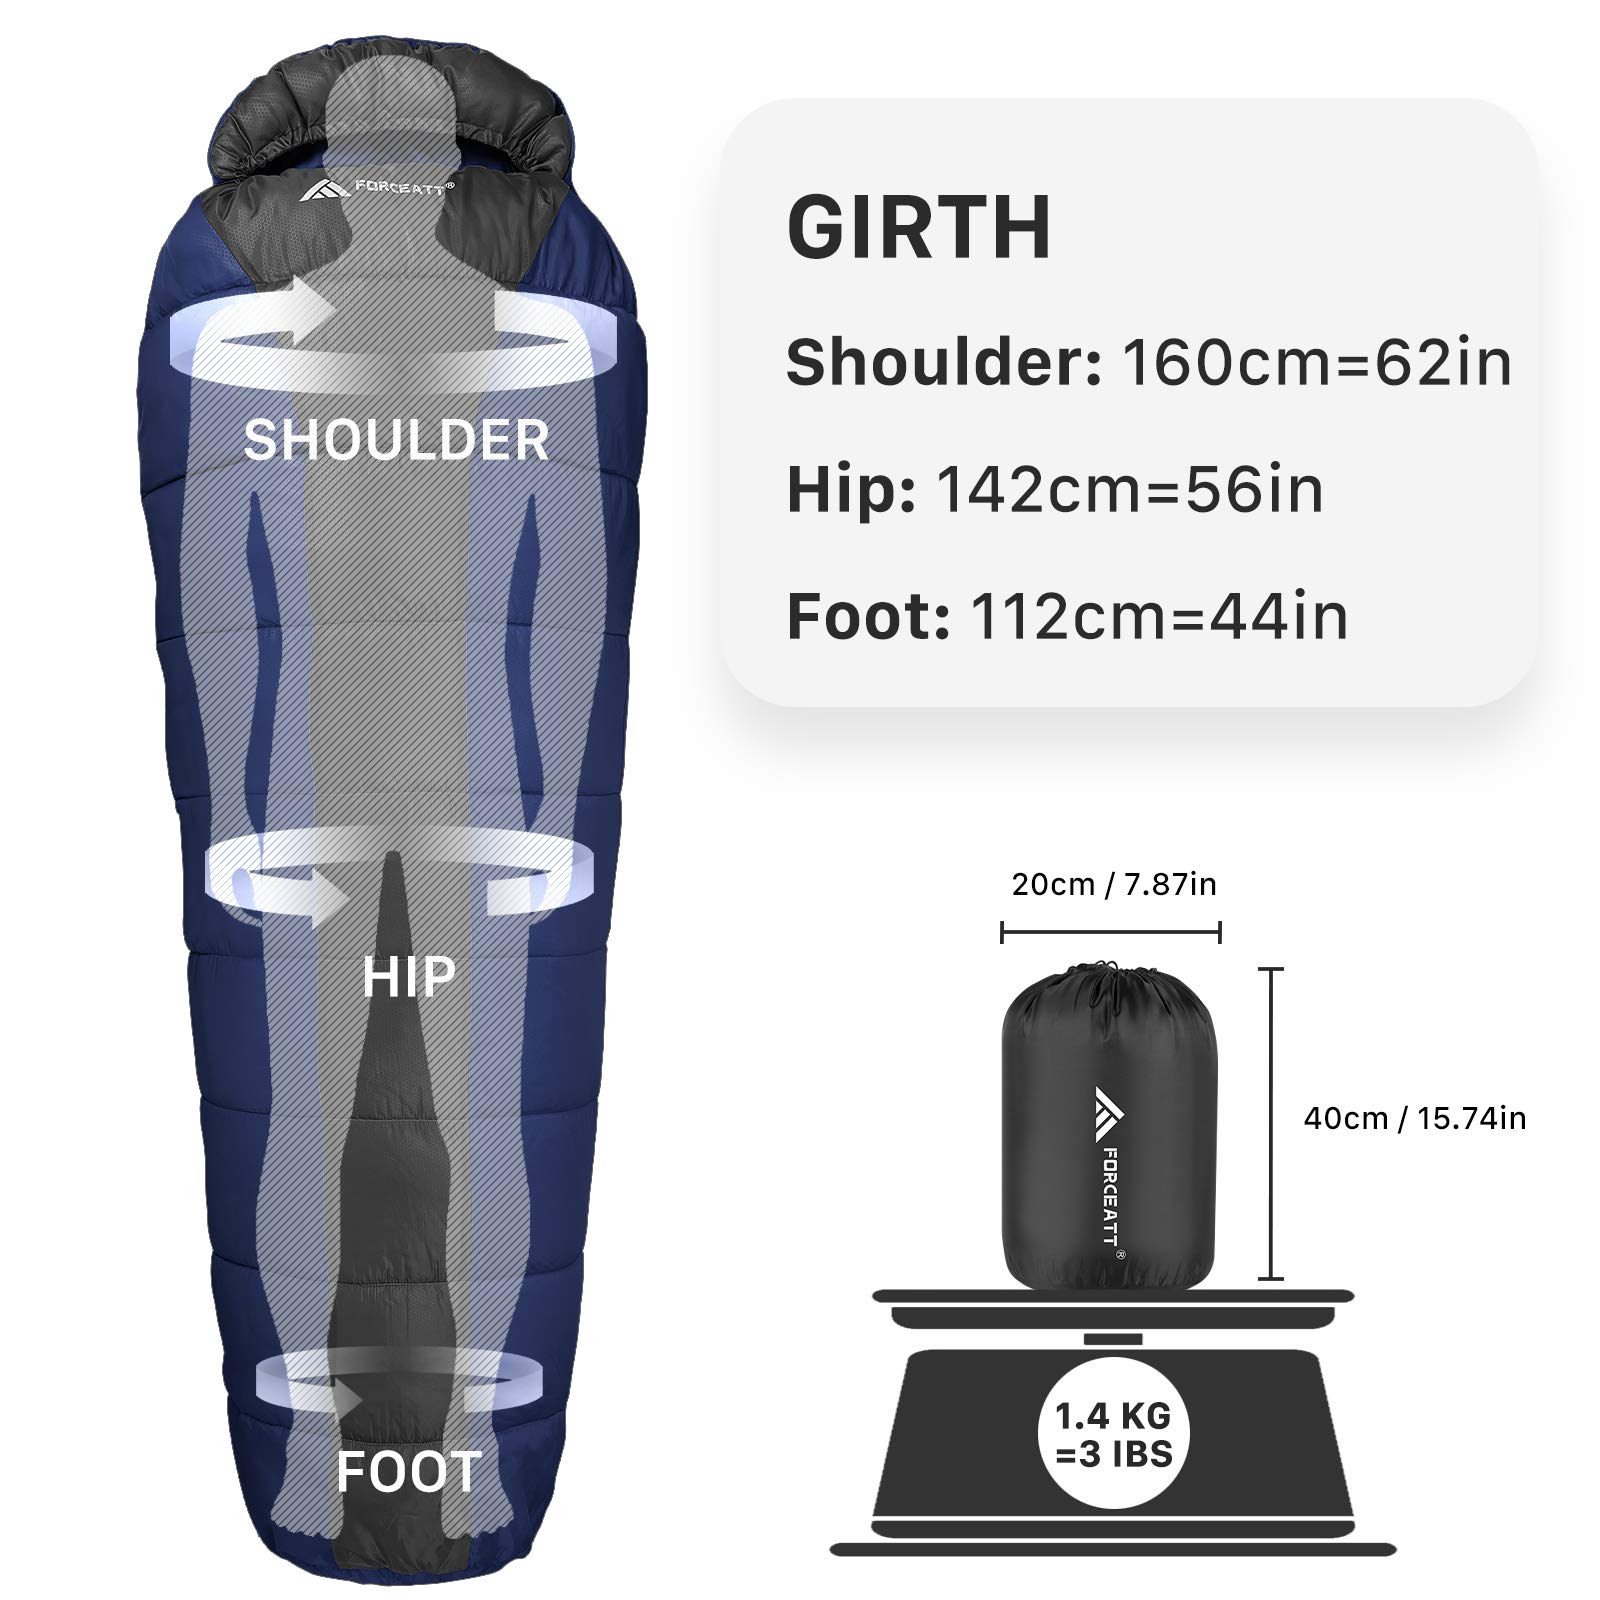 FORCEATT®
SHOULDER
HIP
FOOT
GIRTH
Shoulder: 160cm=62in
Hip: 142cm=56in
Foot: 112cm=44in
20cm / 7.87in
40cm / 15.74in
FORCEATT®
1.4 KG
=3 IBS